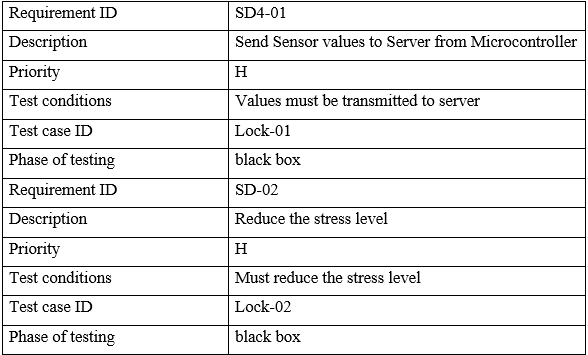 Requirement ID SD4-01
Description Send Sensor values to Server from Microcontroller
Priority H
Test conditions Values must be transmitted to server
Test case ID Lock-01
Phase of testing black box
Requirement ID SD-02
Description Reduce the stress level
Priority H
Test conditions Must reduce the stress level
Test case ID Lock-02
Phase of testing black box